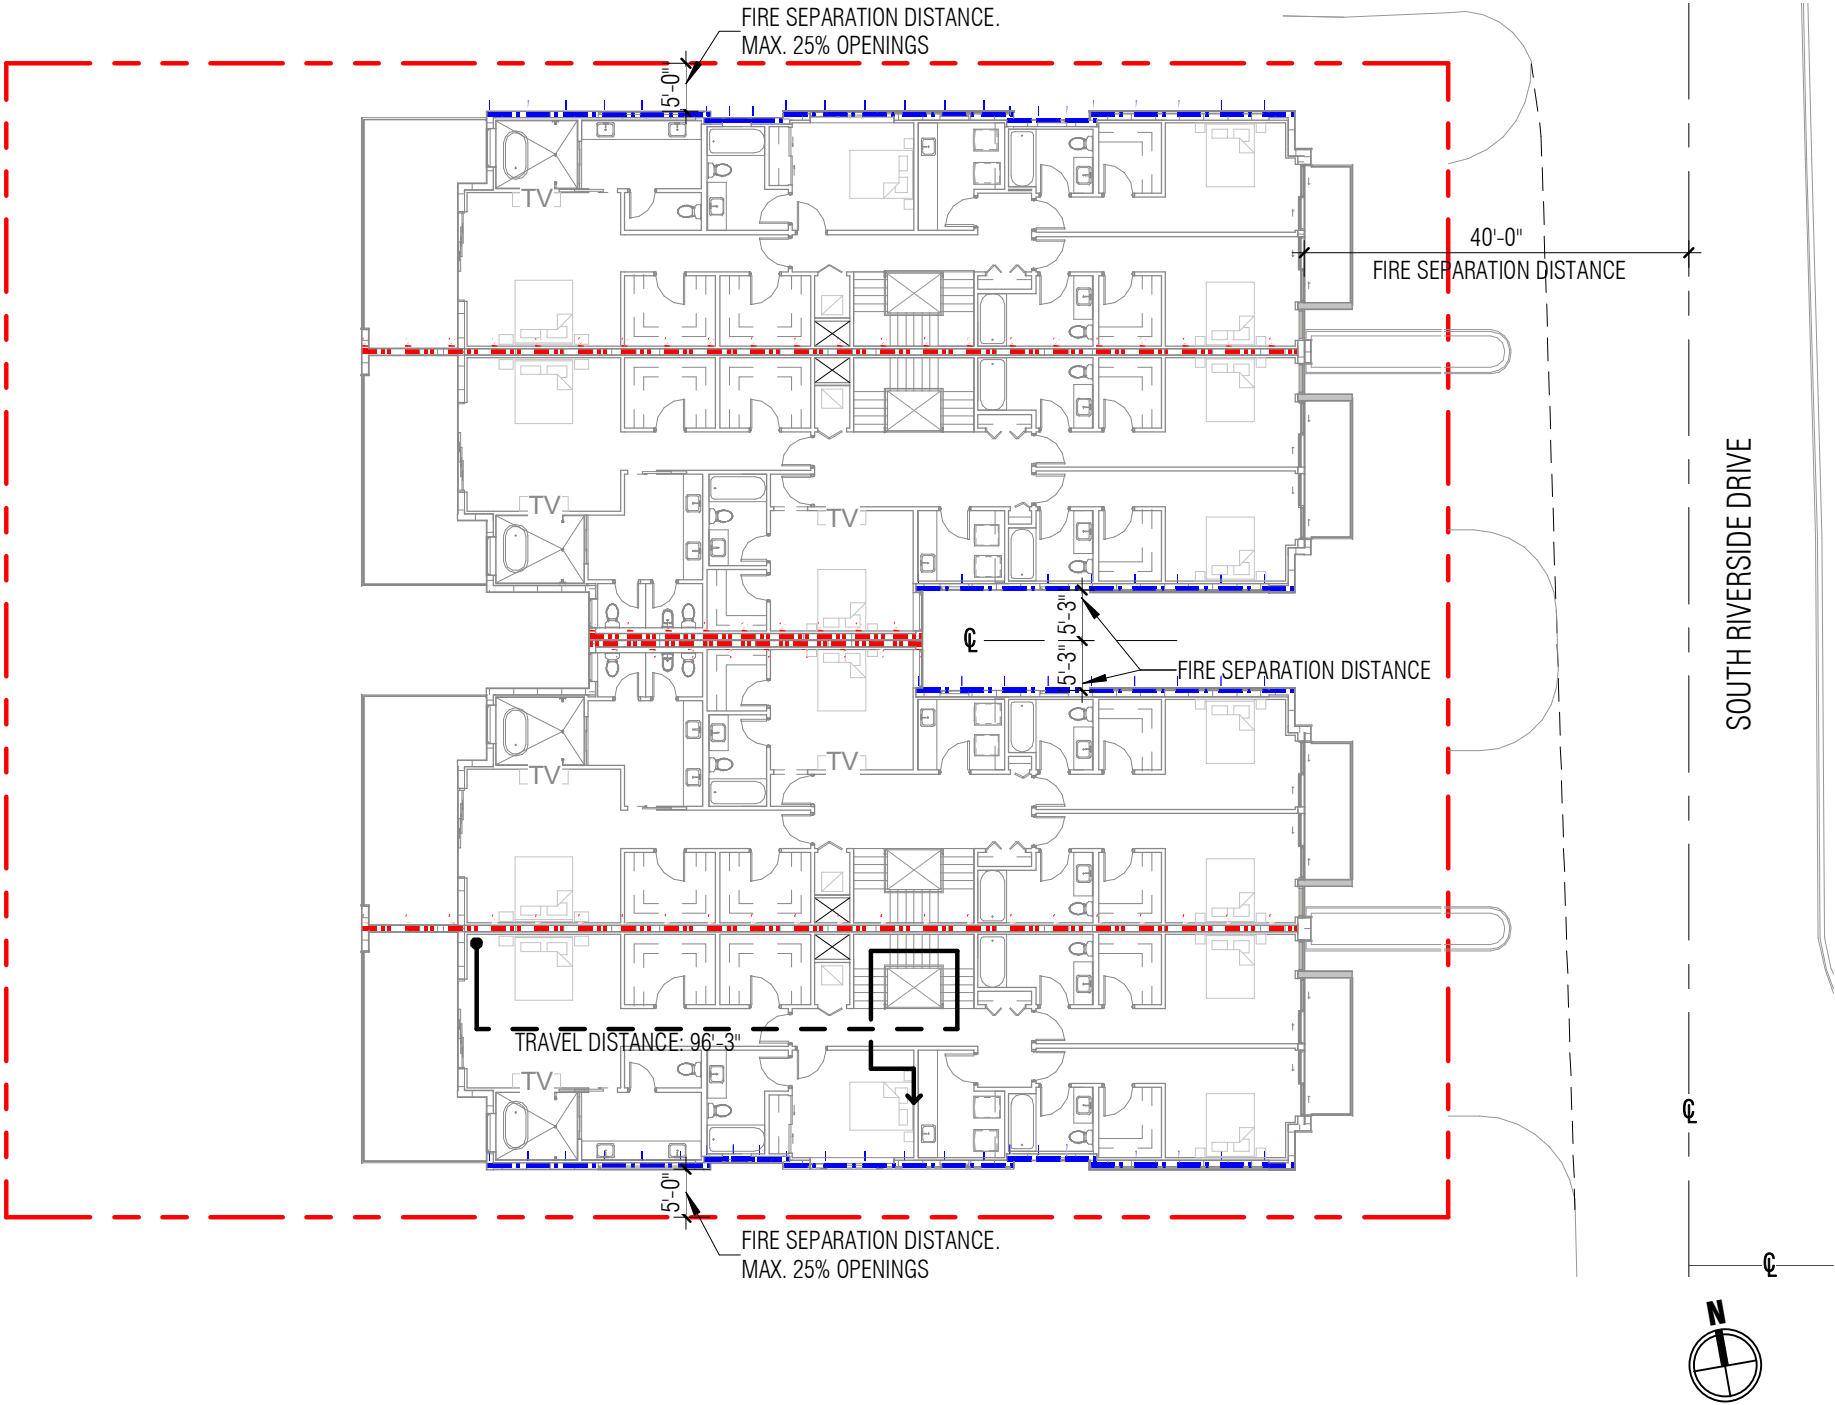 FIRE SEPARATION DISTANCE.
MAX. 25% OPENINGS
5'-0"
TV
40'-0"
FIRE SEPARATION DISTANCE
TV
TV
SOUTH RIVERSIDE DRIVE
5'-3"
℄
5'-3"
FIRE SEPARATION DISTANCE
TV
TV
TRAVEL DISTANCE: 96'-3"
TV
℄
5'-0"
FIRE SEPARATION DISTANCE.
MAX. 25% OPENINGS
℄
N